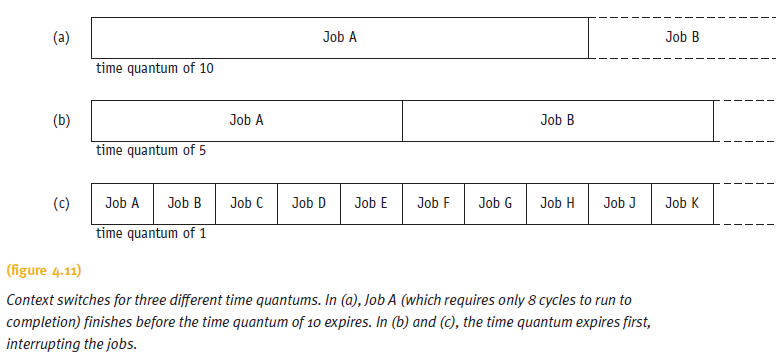 (a) Job A Job B
time quantum of 10
(b) Job A Job B
time quantum of 5
(c) Job A Job B Job C Job D Job E Job F Job G Job H Job J Job K
time quantum of 1
(figure 4.11)
Context switches for three different time quantums. In (a), Job A (which requires only 8 cycles to run to
completion) finishes before the time quantum of 10 expires. In (b) and (c), the time quantum expires first,
interrupting the jobs.